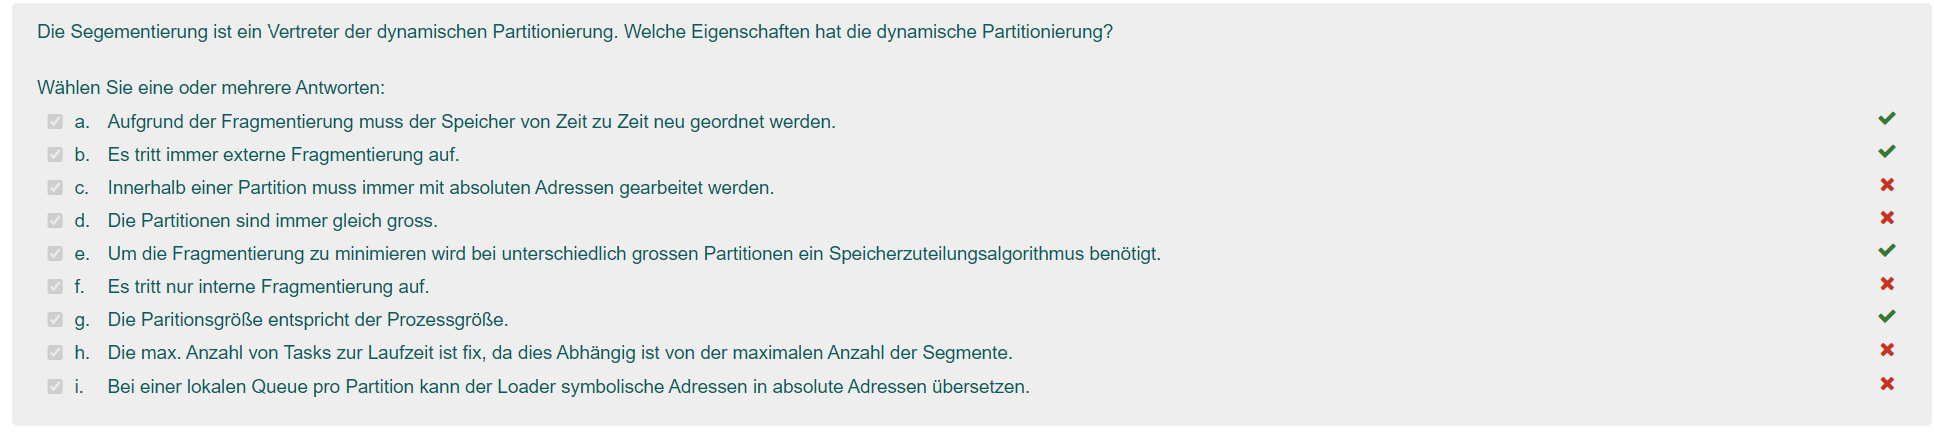 Die Segementierung ist ein Vertreter der dynamischen Partitionierung. Welche Eigenschaften hat die dynamische Partitionierung?
Wählen Sie eine oder mehrere Antworten:
a. Aufgrund der Fragmentierung muss der Speicher von Zeit zu Zeit neu geordnet werden.
b. Es tritt immer externe Fragmentierung auf.
c. Innerhalb einer Partition muss immer mit absoluten Adressen gearbeitet werden.
d. Die Partitionen sind immer gleich gross.
e. Um die Fragmentierung zu minimieren wird bei unterschiedlich grossen Partitionen ein Speicherzuteilungsalgorithmus benötigt.
f. Es tritt nur interne Fragmentierung auf.
g. Die Paritionsgröße entspricht der Prozessgröße.
h. Die max. Anzahl von Tasks zur Laufzeit ist fix, da dies Abhängig ist von der maximalen Anzahl der Segmente.
i. Bei einer lokalen Queue pro Partition kann der Loader symbolische Adressen in absolute Adressen übersetzen.